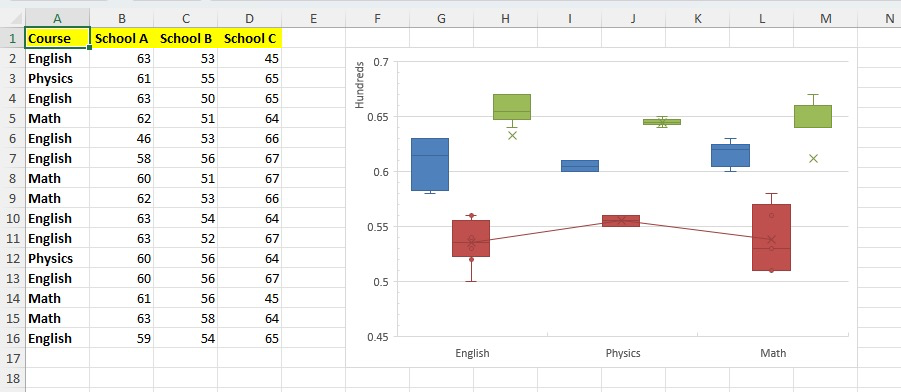 A B C D E F G H I J K L M N
1 Course School A School B School C
2 English 63 53 45
3 Physics 61 55 65
4 English 63 50 65
5 Math 62 51 64
6 English 46 53 66
7 English 58 56 67
8 Math 60 51 67
9 Math 62 53 66
10 English 63 54 64
11 English 63 52 67
12 Physics 60 56 64
13 English 60 56 67
14 Math 61 56 45
15 Math 63 58 64
16 English 59 54 65
17
18
Hundreds
0.7
0.65
0.6
0.55
0.5
0.45
English Physics Math